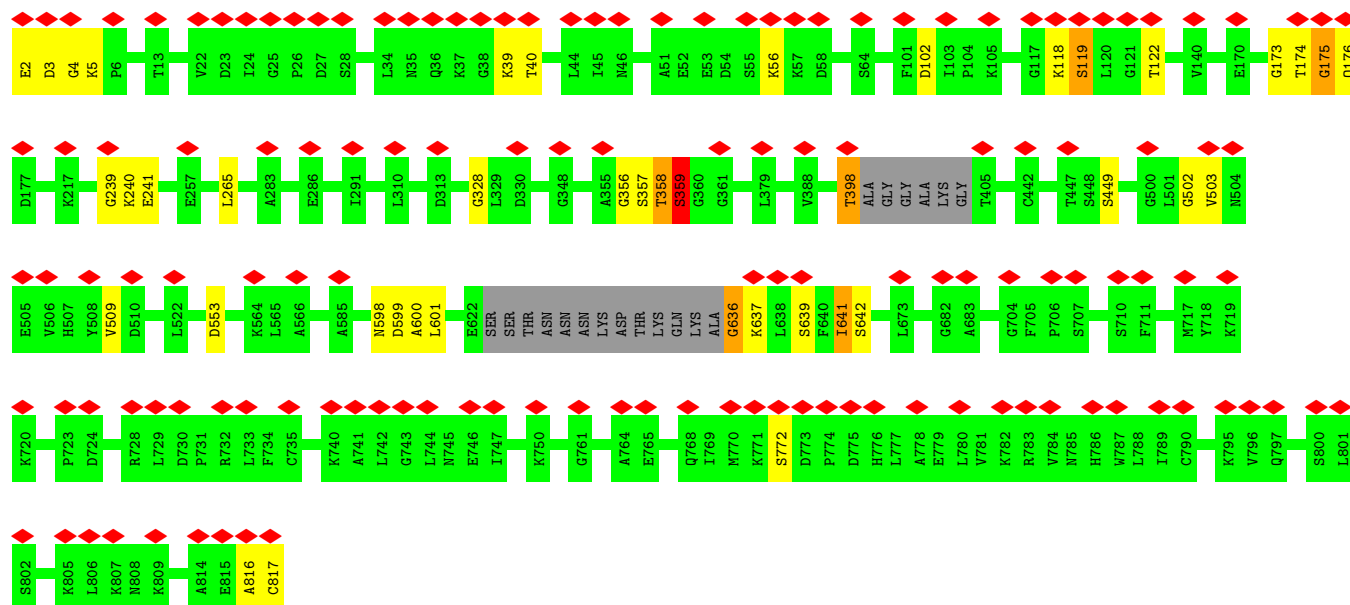 E2 D3 G4 K5 P6 T13 V22 D23 I24 G25 P26 D27 S28 L34 N35 Q36 K37 G38 K39 T40 L44 I45 N46 A51 E52 E53 D54 S55 K56 K57 D58 S64 F101 D102 I103 P104 K105 G117 K118 S119 L120 G121 T122 V140 E170 G173 T174 G175 Q176
D177 K217 G239 K240 E241 E257 L265 A283 E286 I291 L310 D313 G328 L329 D330 G348 A355 G356 S357 T358 S359 G360 G361 L379 V388 T398 ALA GLY GLY ALA LYS GLY T405 C442 T447 S448 S449 G500 L501 G502 V503 N504
E505 V506 H507 Y508 V509 D510 L522 D553 K564 L565 A566 A585 N598 D599 A600 L601 E622 SER SER THR ASN ASN ASN LYS ASP THR LYS GLN LYS ALA G636 K637 L638 S639 F640 I641 S642 L673 G682 A683 G704 F705 P706 S707 S710 F711 M717 Y718 K719
K720 P723 D724 R728 L729 D730 P731 R732 L733 F734 C735 K740 A741 L742 G743 L744 N745 E746 I747 K750 G761 A764 E765 Q768 I769 M770 K771 S772 D773 P774 D775 H776 L777 A778 E779 L780 V781 K782 R783 V784 N785 H786 W787 L788 I789 C790 K795 V796 Q797 S800 L801
S802 K805 L806 K807 N808 K809 A814 E815 A816 C817